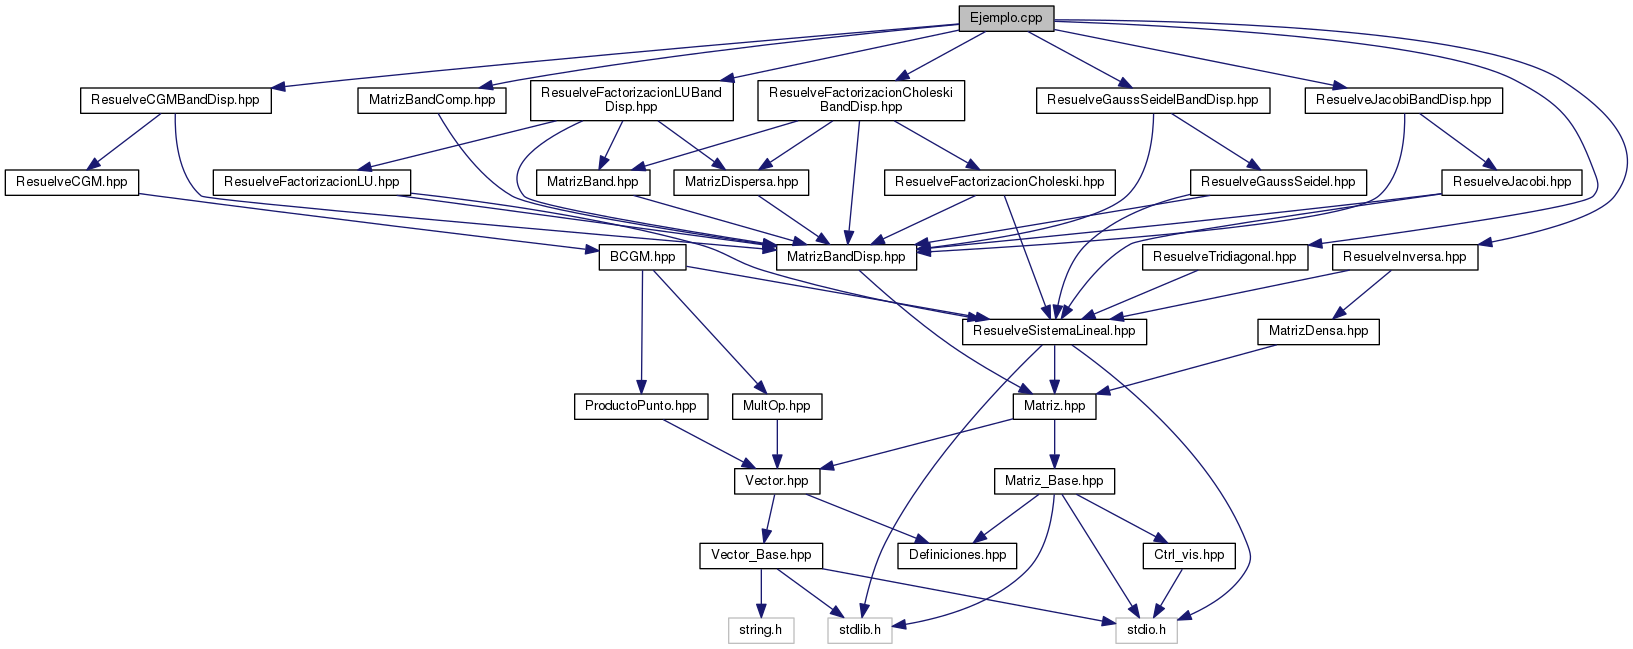 Ejemplo.cpp
ResuelveCGMBandDisp.hpp
MatrizBandComp.hpp
ResuelveFactorizacionLUBand
Disp.hpp
ResuelveFactorizacionCholeski
BandDisp.hpp
ResuelveGaussSeidelBandDisp.hpp
ResuelveJacobiBandDisp.hpp
ResuelveCGM.hpp
ResuelveFactorizacionLU.hpp
MatrizBand.hpp
MatrizDispersa.hpp
ResuelveFactorizacionCholeski.hpp
ResuelveGaussSeidel.hpp
ResuelveJacobi.hpp
BCGM.hpp
MatrizBandDisp.hpp
ResuelveTridiagonal.hpp
ResuelveInversa.hpp
ResuelveSistemaLineal.hpp
MatrizDensa.hpp
ProductoPunto.hpp
MultOp.hpp
Matriz.hpp
Vector.hpp
Matriz_Base.hpp
Vector_Base.hpp
Definiciones.hpp
Ctrl_vis.hpp
string.h
stdlib.h
stdio.h